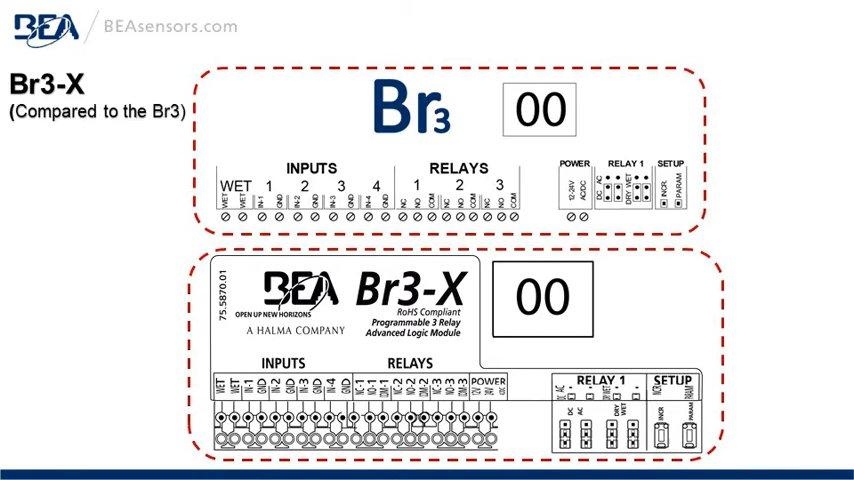 BEA BEAsensors.com
Br3-X
(Compared to the Br3)
Br3 00
INPUTS RELAYS POWER RELAY 1 SETUP
WET 1 2 3 4 1 2 3
WET WET IN-1 GND IN-2 GND IN-3 GND IN-4 GND NC NO COM NC NO COM NC NO COM 12-24V AC/DC DC AC DRY WET INCR. PARAM
75.5870.01
BEA Br3-X 00
OPEN UP NEW HORIZONS
A HALMA COMPANY
RoHS Compliant
Programmable 3 Relay
Advanced Logic Module
INPUTS RELAYS
WET WET IN-1 GND IN-2 GND IN-3 GND IN-4 GND NC-1 NO-1 NC-2 NO-2 NC-3 NO-3 POWER
RELAY 1 SETUP
DC AC DRY WET INCR PARAM